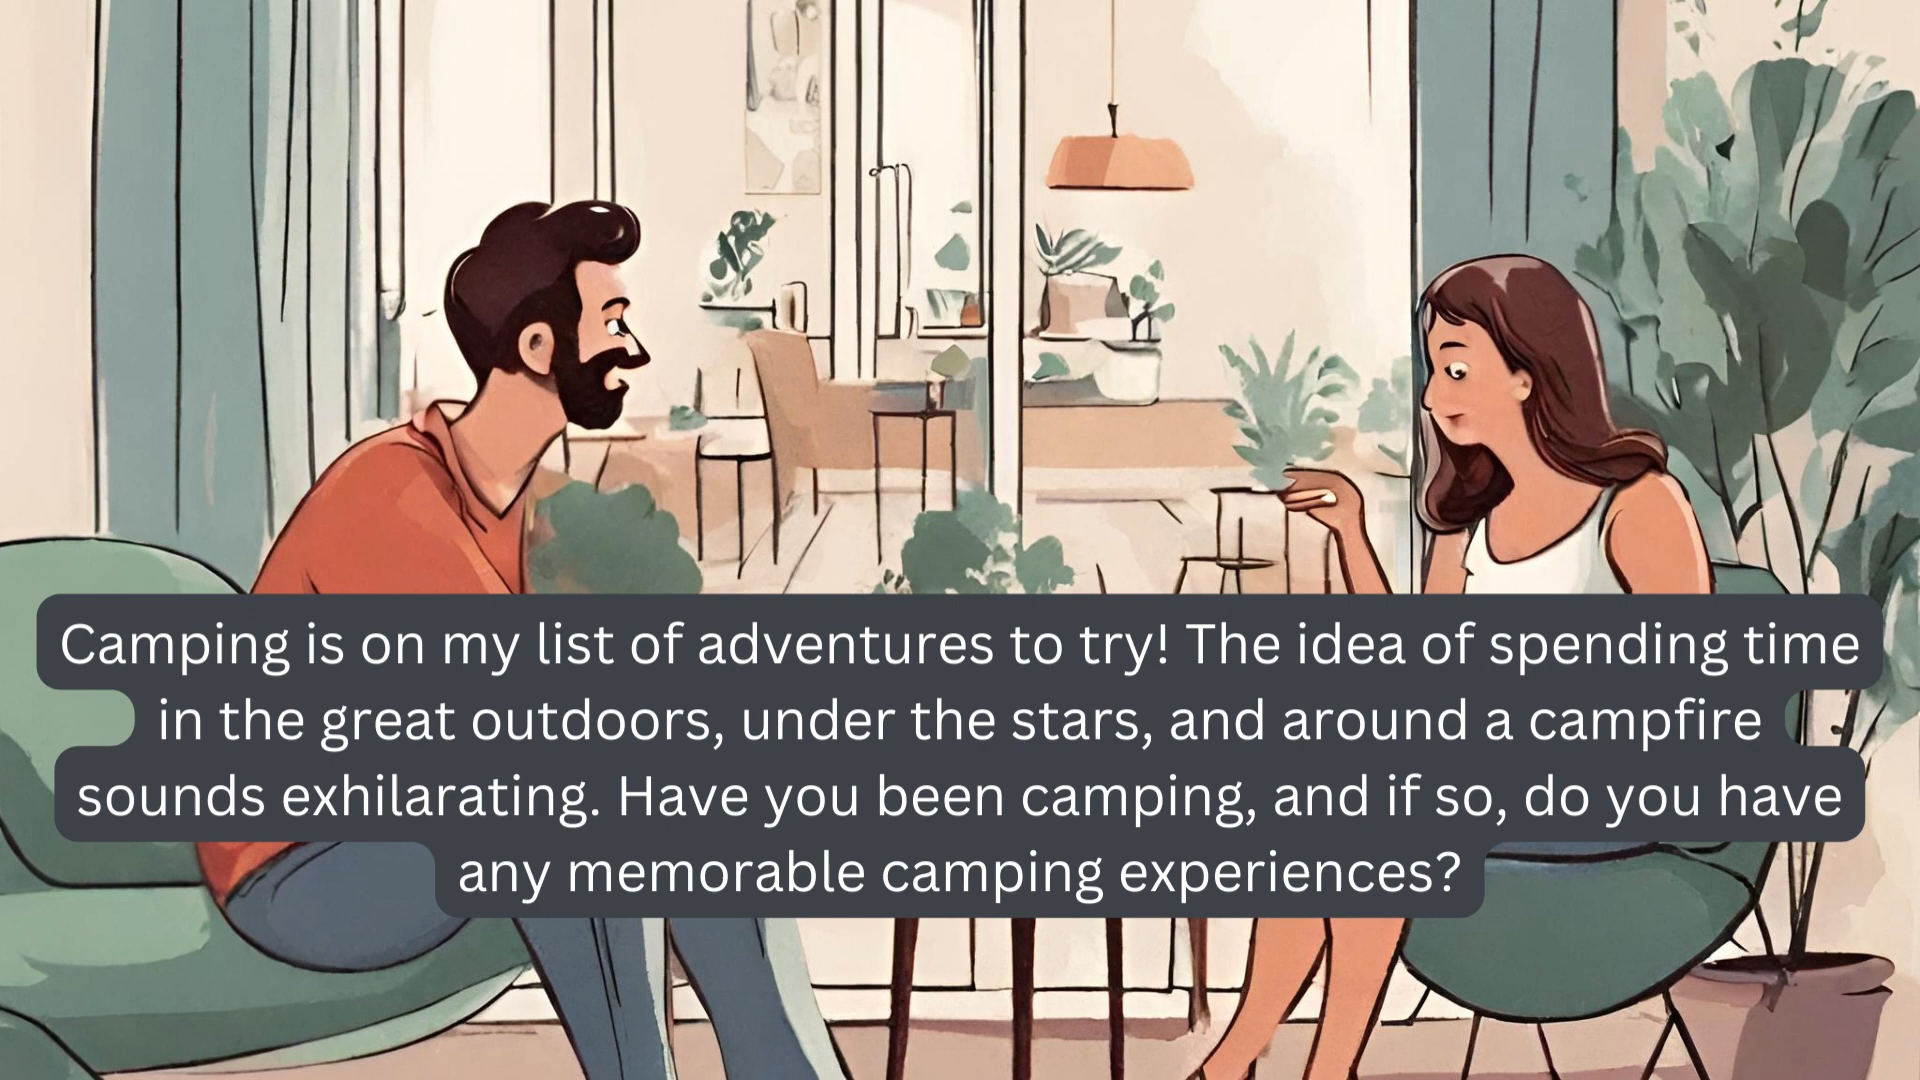 Camping is on my list of adventures to try! The idea of spending time
in the great outdoors, under the stars, and around a campfire
sounds exhilarating. Have you been camping, and if so, do you have
any memorable camping experiences?